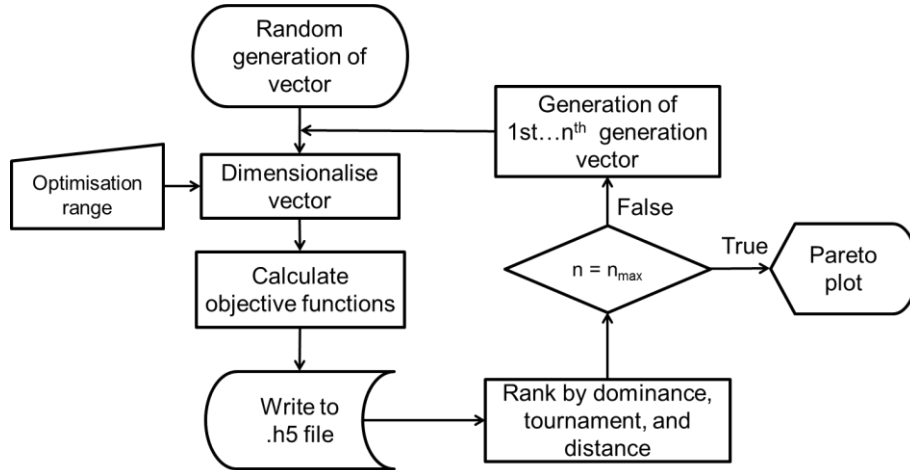 Random
generation of
vector
Optimisation
range
Dimensionalise
vector
Calculate
objective functions
Write to
.h5 file
Rank by dominance,
tournament, and
distance
n = nmax
False
True
Generation of
1st...nth generation
vector
Pareto
plot